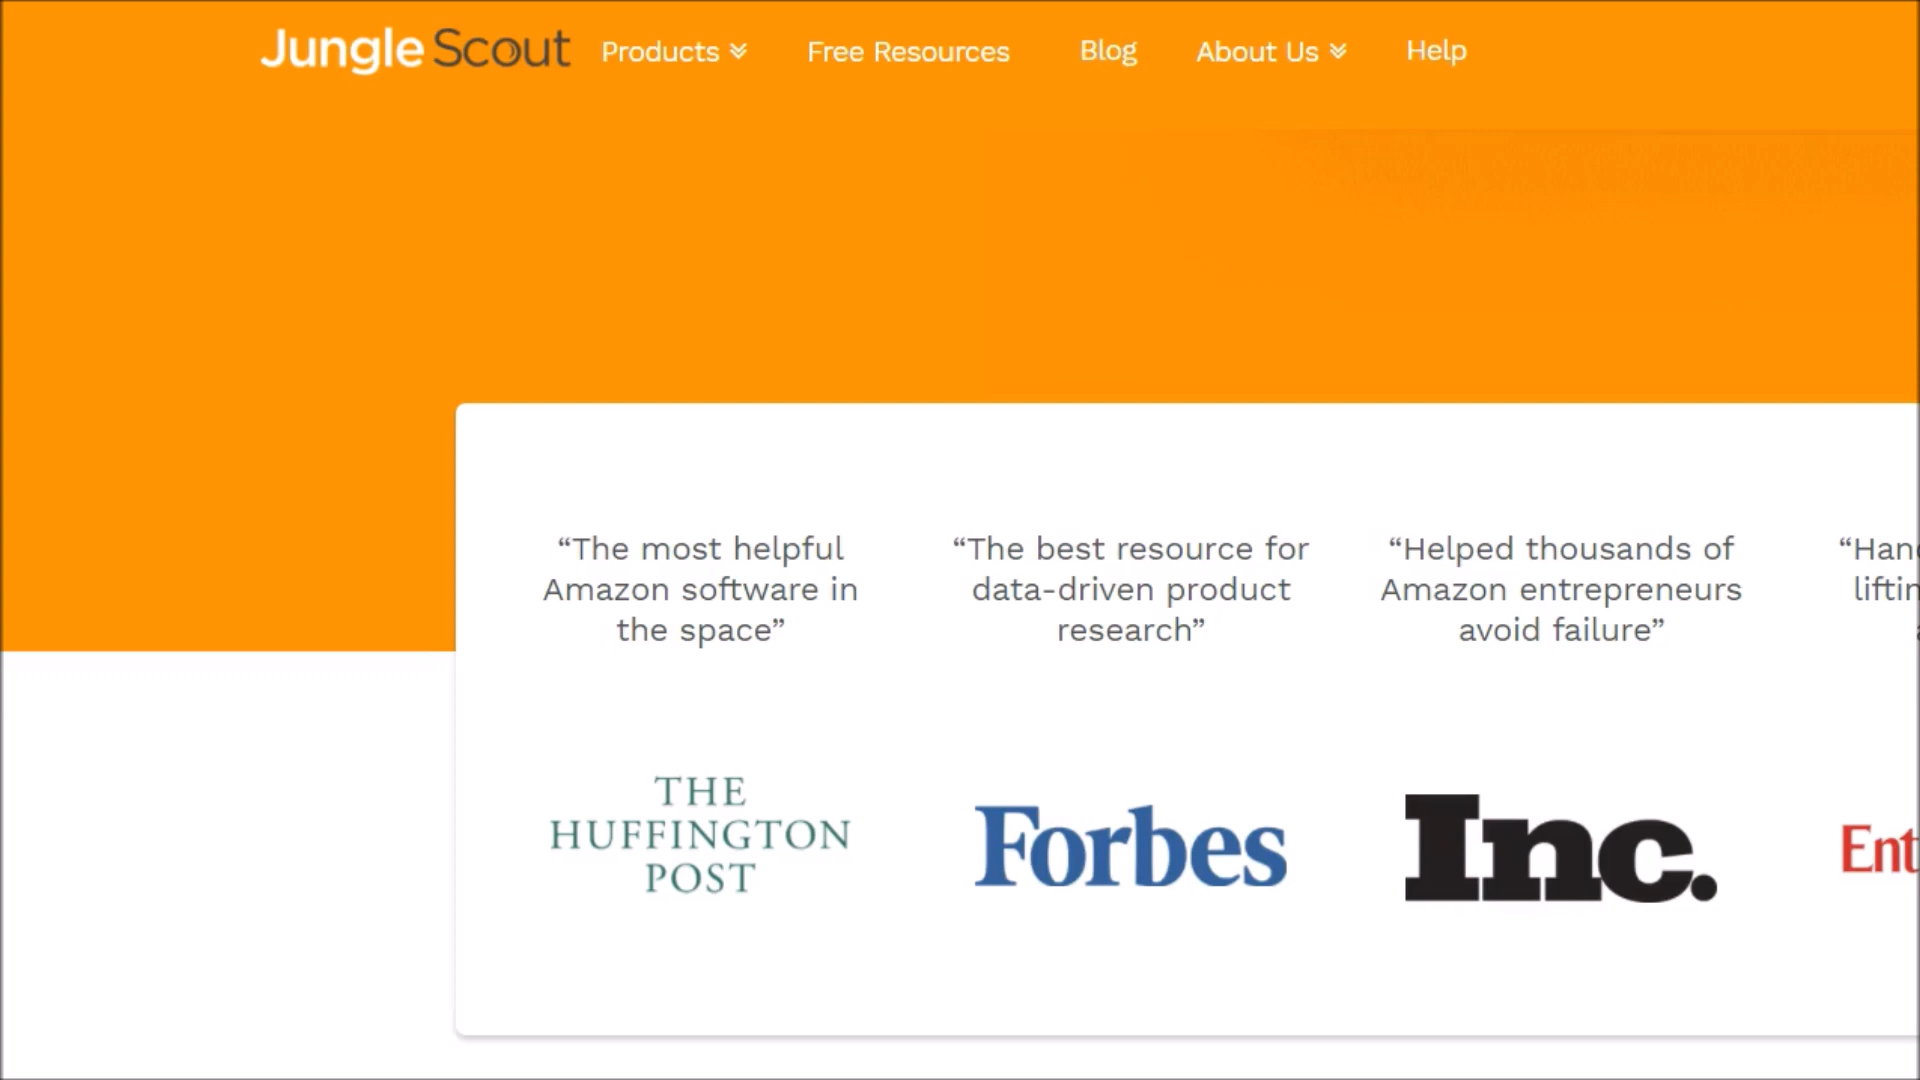 Jungle Scout Products Free Resources Blog About Us Help
“The most helpful
Amazon software in
the space”
“The best resource for
data-driven product
research”
“Helped thousands of
Amazon entrepreneurs
avoid failure”
THE
HUFFINGTON
POST
Forbes
Inc.